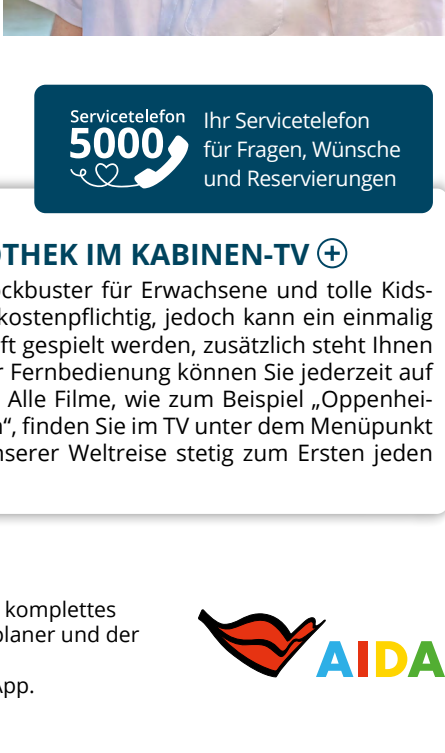 Servicetelefon
5000
Ihr Servicetelefon
für Fragen, Wünsche
und Reservierungen
OTHEK IM KABINEN-TV
ckbuster für Erwachsene und tolle Kids-
kostenpflichtig, jedoch kann ein einmalig
ft gespielt werden, zusätzlich steht Ihnen
r Fernbedienung können Sie jederzeit auf
Alle Filme, wie zum Beispiel „Oppenhei-
“, finden Sie im TV unter dem Menüpunkt
nserer Weltreise stetig zum Ersten jeden
komplettes
planer und der
App.
AIDA